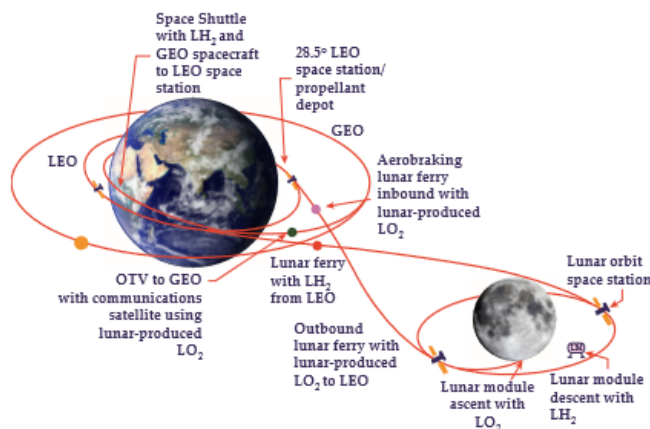 Space Shuttle
with LH₂ and
GEO spacecraft
to LEO space
station
28.5° LEO
space station/
propellant
depot
GEO
LEO
Aerobraking
lunar ferry
inbound with
lunar-produced
LO₂
OTV to GEO
with communications
satellite using
lunar-produced
LO₂
Lunar ferry
with LH₂
from LEO
Lunar orbit
space station
Outbound
lunar ferry with
lunar-produced
LO₂ to LEO
Lunar module
ascent with
LO₂
Lunar module
descent with
LH₂